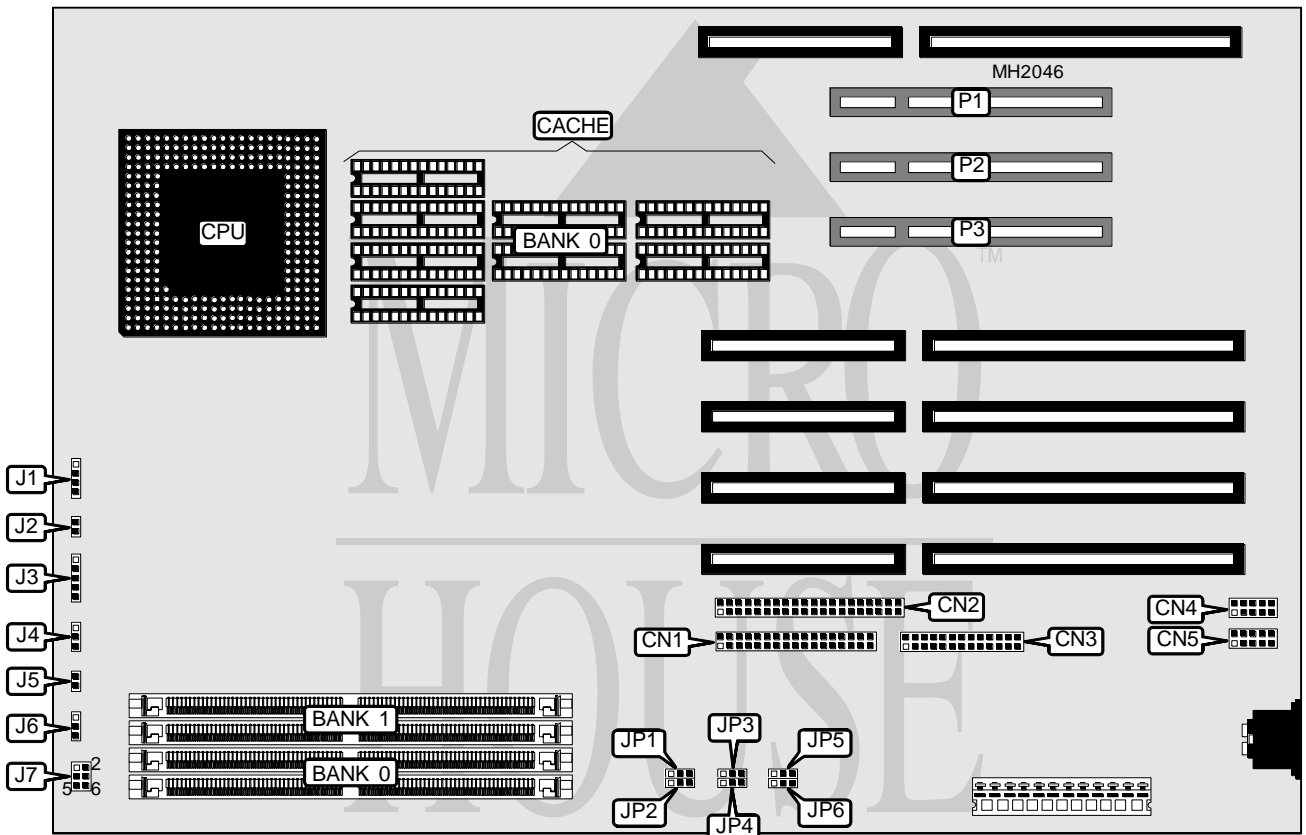 MH2046
P1
CACHE
P2
CPU
BANK 0
P3
TM
MICRO
HOUSE
J1
J2
J3
CN2
CN4
CN1
CN3
CN5
J4
J5
BANK 1
J6
JP1
JP3
JP5
J7
2
BANK 0
5
6
JP2
JP4
JP6